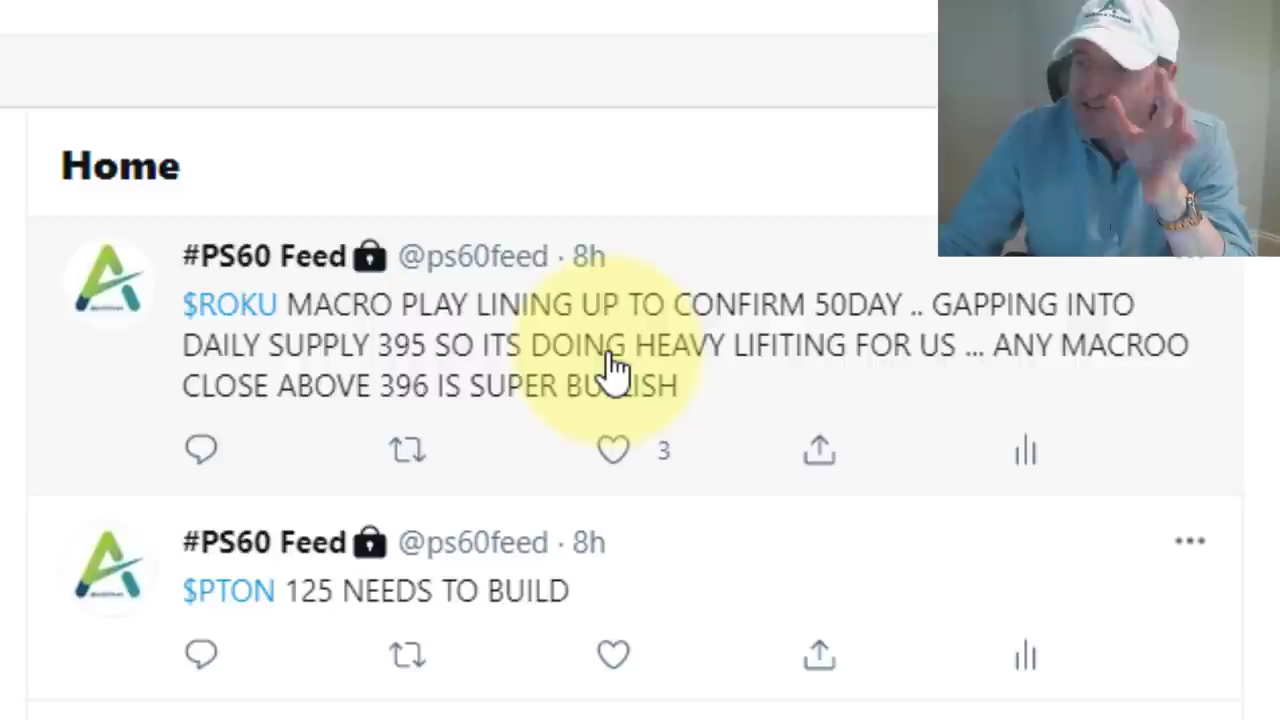 Home
#PS60 Feed @ps60feed · 8h
$ROKU MACRO PLAY LINING UP TO CONFIRM 50DAY .. GAPPING INTO
DAILY SUPPLY 395 SO ITS DOING HEAVY LIFITING FOR US ... ANY MACROO
CLOSE ABOVE 396 IS SUPER BULLISH
3
#PS60 Feed @ps60feed · 8h
$PTON 125 NEEDS TO BUILD